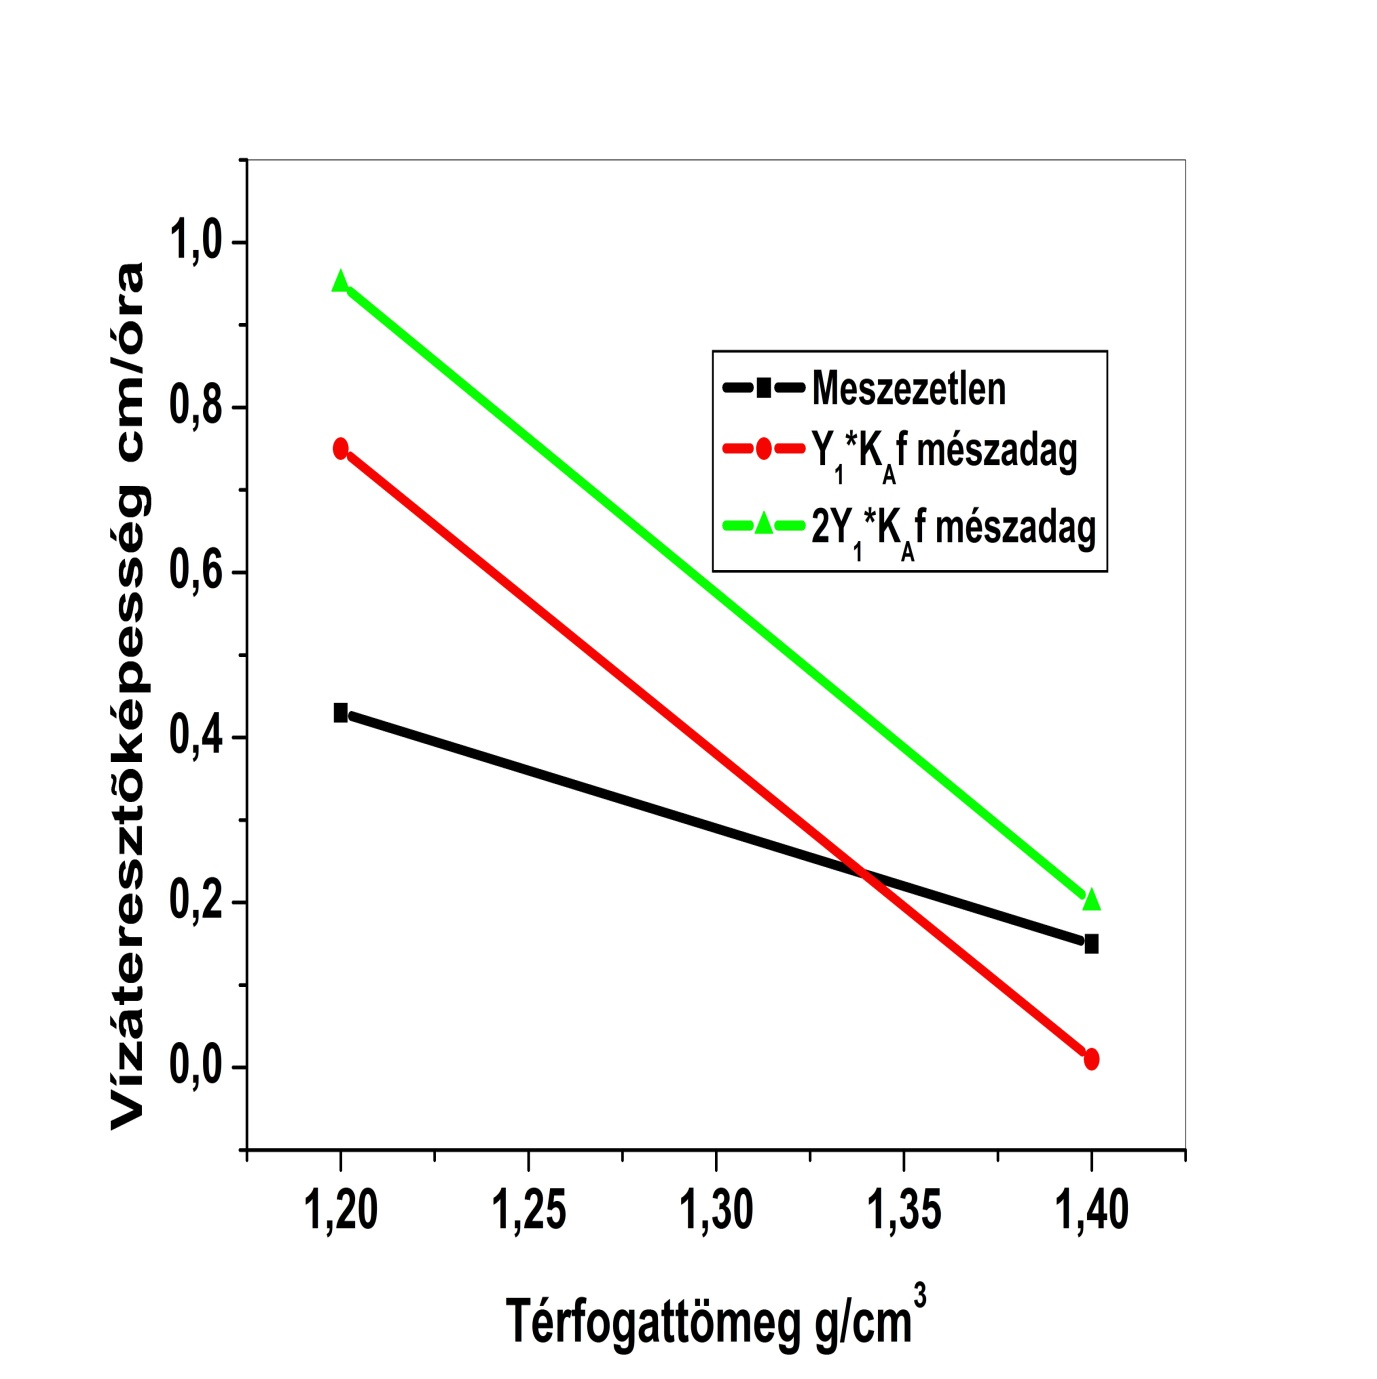 Vízáteresztõképesség cm/óra
1,0
0,8
0,6
0,4
0,2
0,0
Meszezetlen
Y1*KAf mészadag
2Y1*KAf mészadag
1,20 1,25 1,30 1,35 1,40
Térfogattömeg g/cm3